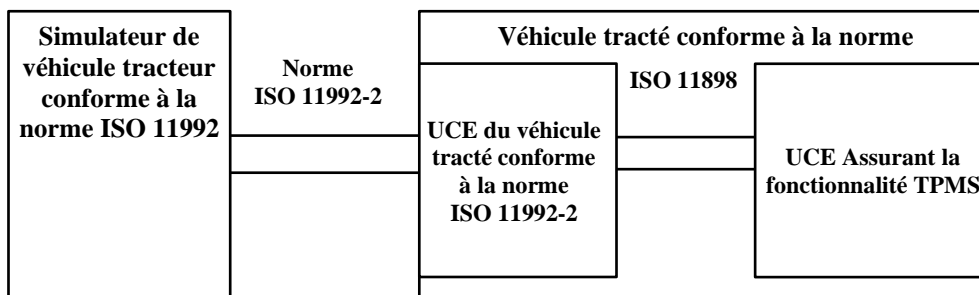 Simulateur de
véhicule tracteur
conforme à la
norme ISO 11992
Norme
ISO 11992-2
Véhicule tracté conforme à la norme
ISO 11898
UCE du véhicule
tracté conforme
à la norme
ISO 11992-2
UCE Assurant la
fonctionnalité TPMS